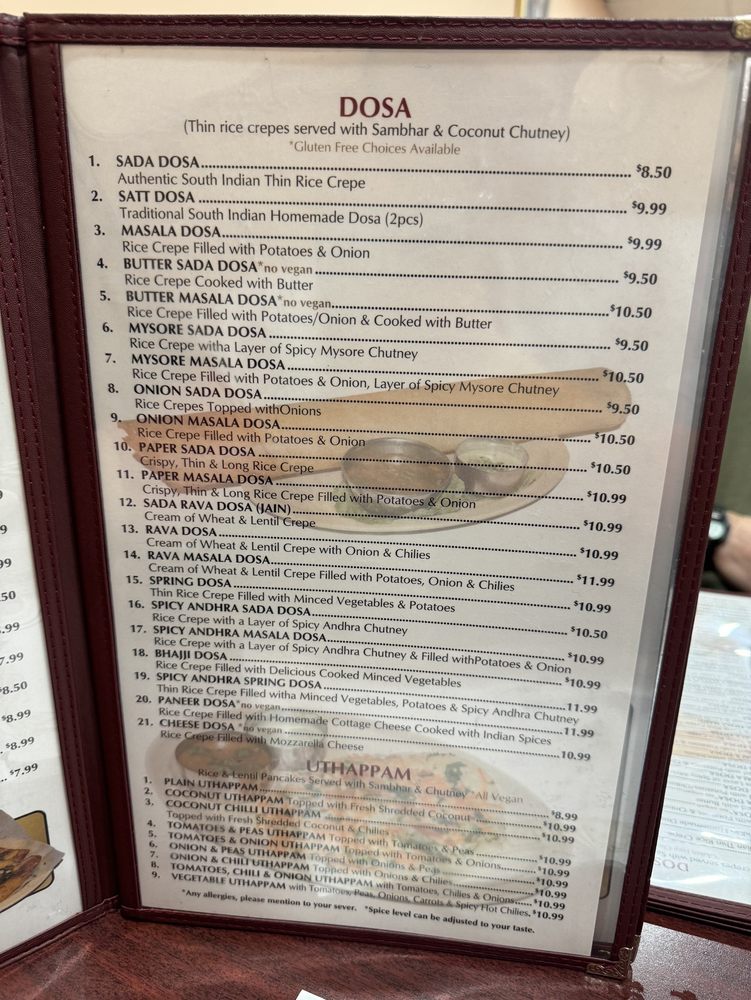 DOSA
(Thin rice crepes served with Sambhar & Coconut Chutney)
*Gluten Free Choices Available
1. SADA DOSA $8.50
Authentic South Indian Thin Rice Crepe
2. SATT DOSA $9.99
Traditional South Indian Homemade Dosa (2pcs)
3. MASALA DOSA $9.99
Rice Crepe Filled with Potatoes & Onion
4. BUTTER SADA DOSA*no vegan $9.50
Rice Crepe Cooked with Butter
5. BUTTER MASALA DOSA*no vegan $10.50
Rice Crepe Filled with Potatoes/Onion & Cooked with Butter
6. MYSORE SADA DOSA $9.50
Rice Crepe witha Layer of Spicy Mysore Chutney
7. MYSORE MASALA DOSA $10.50
Rice Crepe Filled with Potatoes & Onion, Layer of Spicy Mysore Chutney
8. ONION SADA DOSA $9.50
Rice Crepes Topped withOnions
9. ONION MASALA DOSA $10.50
Rice Crepe Filled with Potatoes & Onion
10. PAPER SADA DOSA $10.50
Crispy, Thin & Long Rice Crepe
11. PAPER MASALA DOSA $10.99
Crispy, Thin & Long Rice Crepe Filled with Potatoes & Onion
12. SADA RAVA DOSA (JAIN) $10.99
Cream of Wheat & Lentil Crepe
13. RAVA DOSA $10.99
Cream of Wheat & Lentil Crepe with Onion & Chilies
14. RAVA MASALA DOSA $11.99
Cream of Wheat & Lentil Crepe Filled with Potatoes, Onion & Chilies
15. SPRING DOSA $10.99
Thin Rice Crepe Filled with Minced Vegetables & Potatoes
16. SPICY ANDHRA SADA DOSA $10.50
Rice Crepe with a Layer of Spicy Andhra Chutney
17. SPICY ANDHRA MASALA DOSA $10.99
Rice Crepe with a Layer of Spicy Andhra Chutney & Filled withPotatoes & Onion
18. BHAJJI DOSA $10.99
Rice Crepe Filled with Delicious Cooked Minced Vegetables
19. SPICY ANDHRA SPRING DOSA 11.99
Thin Rice Crepe Filled witha Minced Vegetables, Potatoes & Spicy Andhra Chutney
20. PANEER DOSA*no vegan 11.99
Rice Crepe Filled with Homemade Cottage Cheese Cooked with Indian Spices
21. CHEESE DOSA *no vegan 10.99
Rice Crepe Filled with Mozzarella Cheese
UTHAPPAM
Rice & Lentil Pancakes Served with Sambhar & Chutney *All Vegan
1. PLAIN UTHAPPAM $8.99
2. COCONUT UTHAPPAM Topped with Fresh Shredded Coconut $10.99
3. COCONUT CHILLI UTHAPPAM $10.99
Topped with Fresh Shredded Coconut & Chilies
4. TOMATOES & PEAS UTHAPPAM Topped with Tomatoes & Peas $10.99
5. TOMATOES & ONION UTHAPPAM Topped with Tomatoes & Onions $10.99
6. ONION & PEAS UTHAPPAM Topped with Onions & Peas $10.99
7. ONION & CHILI UTHAPPAM Topped with Onions & Chilies $10.99
8. TOMATOES, CHILI & ONION UTHAPPAM with Tomatoes, Chilies & Onions $10.99
9. VEGETABLE UTHAPPAM with Tomatoes, Peas, Onions, Carrots & Spicy Hot Chilies. $10.99
*Any allergies, please mention to your sever. *Spice level can be adjusted to your taste.
.50
.99
7.99
$8.50
$8.99
$8.99
$7.99